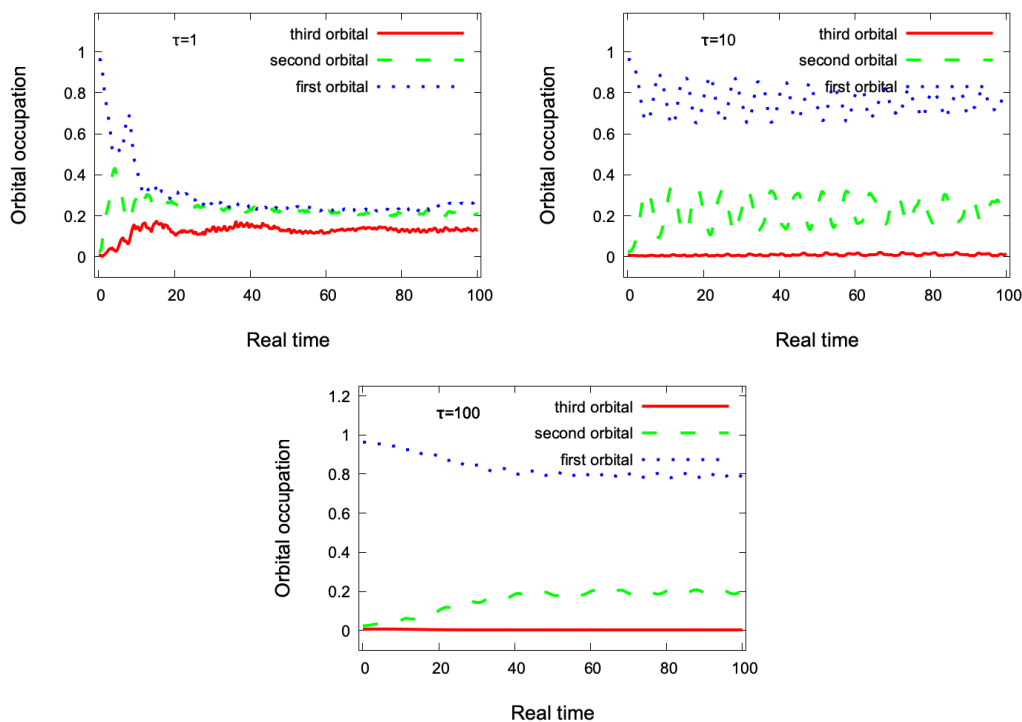 τ=1
third orbital
second orbital
first orbital
Orbital occupation
1
0.8
0.6
0.4
0.2
0
0 20 40 60 80 100
Real time
τ=10
third orbital
second orbital
first orbital
Orbital occupation
1
0.8
0.6
0.4
0.2
0
0 20 40 60 80 100
Real time
τ=100
third orbital
second orbital
first orbital
Orbital occupation
1.2
1
0.8
0.6
0.4
0.2
0
0 20 40 60 80 100
Real time